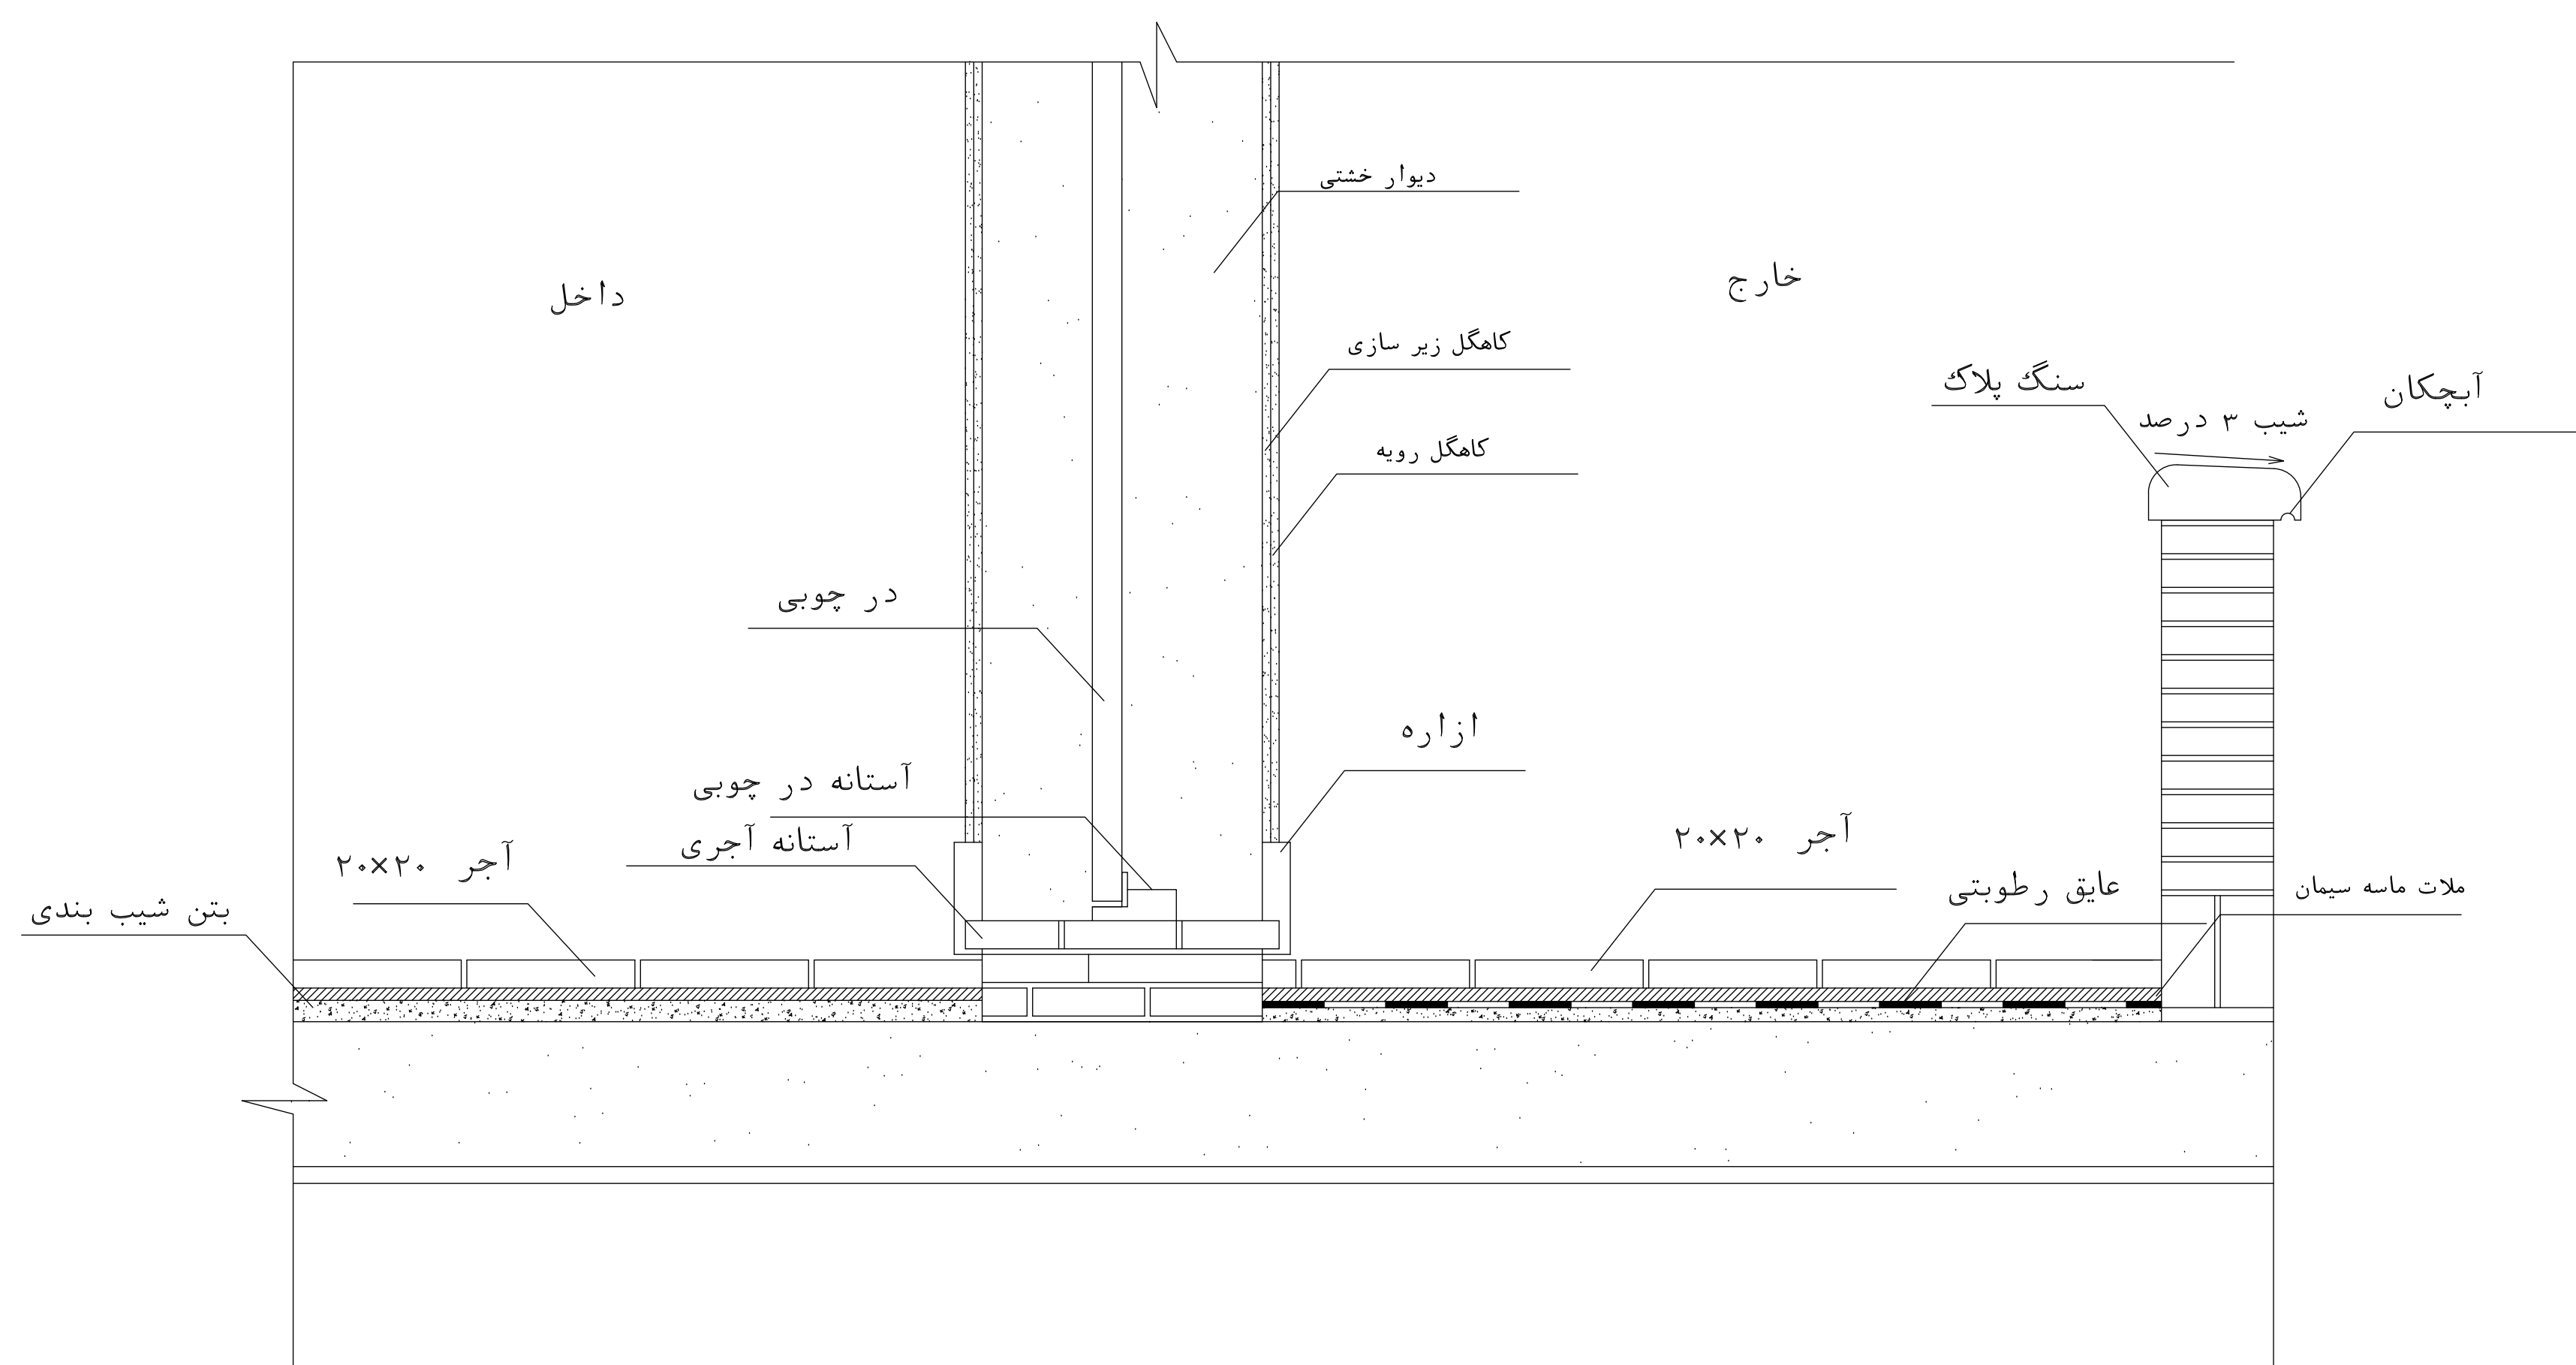 دیوار خشتی
خارج
داخل
کاهگل زیر سازی
سنگ پلاک
آبچکان
شیب ۳ درصد
کاهگل رویه
در چوبی
ازاره
آستانه در چوبی
آستانه آجری
آجر ۲۰×۲۰
آجر ۲۰×۲۰
عایق رطوبتی
ملات ماسه سیمان
بتن شیب بندی